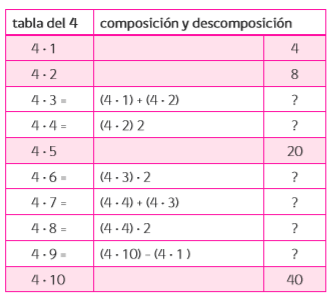 tabla del 4 composición y descomposición
4 · 1 4
4 · 2 8
4 · 3 = (4 · 1) + (4 · 2) ?
4 · 4 = (4 · 2) 2 ?
4 · 5 20
4 · 6 = (4 · 3) · 2 ?
4 · 7 = (4 · 4) + (4 · 3) ?
4 · 8 = (4 · 4) · 2 ?
4 · 9 = (4 · 10) - (4 · 1 ) ?
4 · 10 40